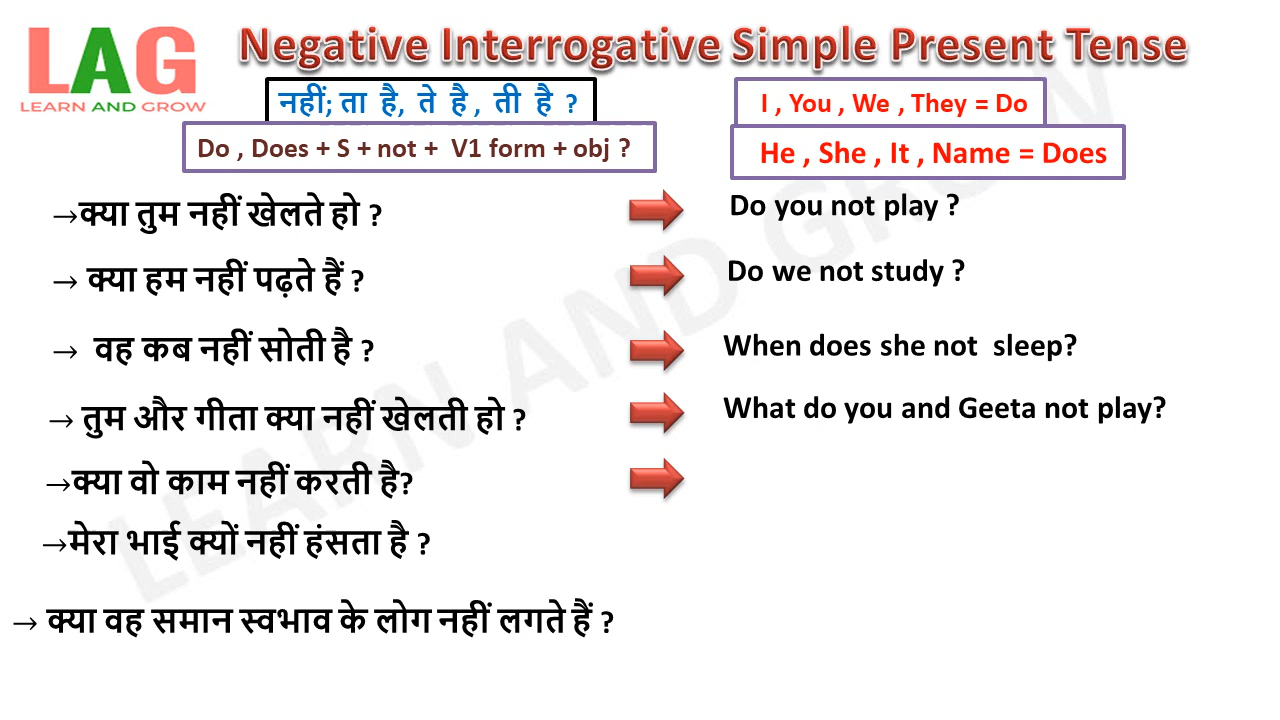 LAG
LEARN AND GROW
Negative Interrogative Simple Present Tense
नहीं; ता है, ते है , ती है ?
I , You , We , They = Do
Do , Does + S + not + V1 form + obj ?
He , She , It , Name = Does
→क्या तुम नहीं खेलते हो ?
Do you not play ?
→ क्या हम नहीं पढ़ते हैं ?
Do we not study ?
→ वह कब नहीं सोती है ?
When does she not sleep?
→ तुम और गीता क्या नहीं खेलती हो ?
What do you and Geeta not play?
→क्या वो काम नहीं करती है?
→मेरा भाई क्यों नहीं हंसता है ?
→ क्या वह समान स्वभाव के लोग नहीं लगते हैं ?
LEARN AND GROW